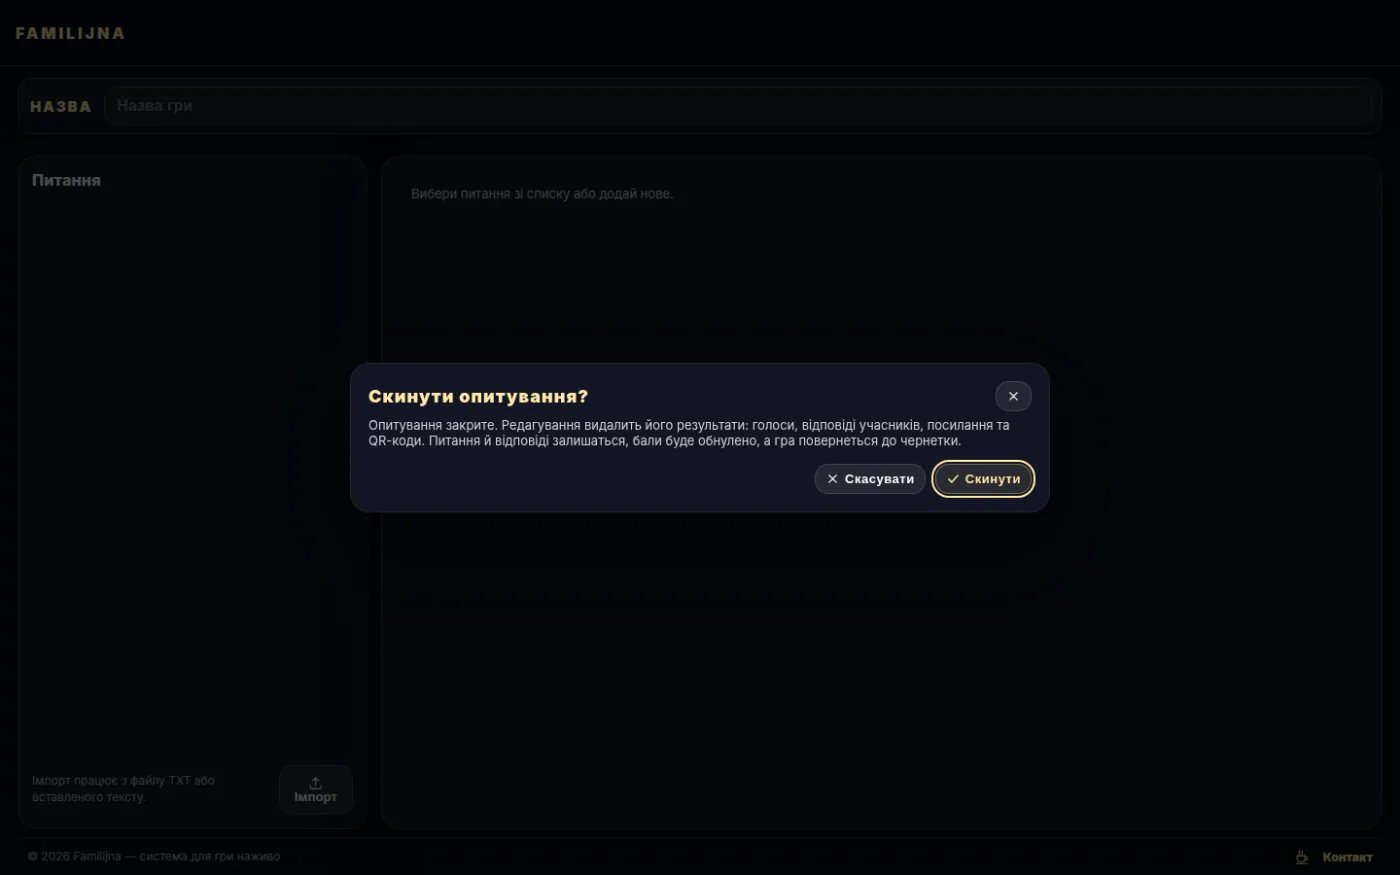 FAMILIJNA
НАЗВА
Назва гри
Питання
Вибери питання зі списку або додай нове.
Скинути опитування?
Опитування закрите. Редагування видалить його результати: голоси, відповіді учасників, посилання та
QR-коди. Питання й відповіді залишаться, бали буде обнулено, а гра повернеться до чернетки.
Скасувати
Скинути
Імпорт працює з файлу TXT або
вставленого тексту.
Імпорт
© 2026 Familijna — система для гри наживо
Контакт